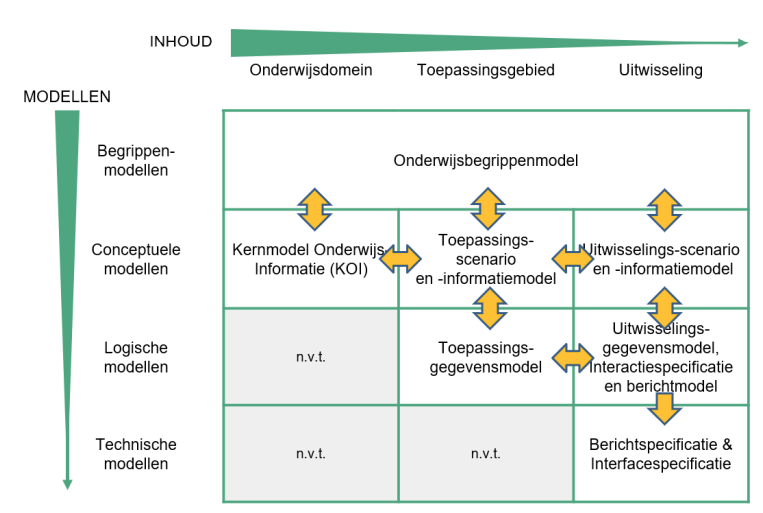 INHOUD
Onderwijsdomein Toepassingsgebied Uitwisseling
MODELLEN
Begrippen-
modellen
Onderwijsbegrippenmodel
Conceptuele
modellen
Kernmodel Onderwijs-
Informatie (KOI)
Toepassings-
scenario
en -informatiemodel
Uitwisselings-scenario
en -informatiemodel
Logische
modellen
n.v.t.
Toepassings-
gegevensmodel
Uitwisselings-
gegevensmodel,
Interactiespecificatie
en berichtmodel
Technische
modellen
n.v.t.
n.v.t.
Berichtspecificatie &
Interfacespecificatie